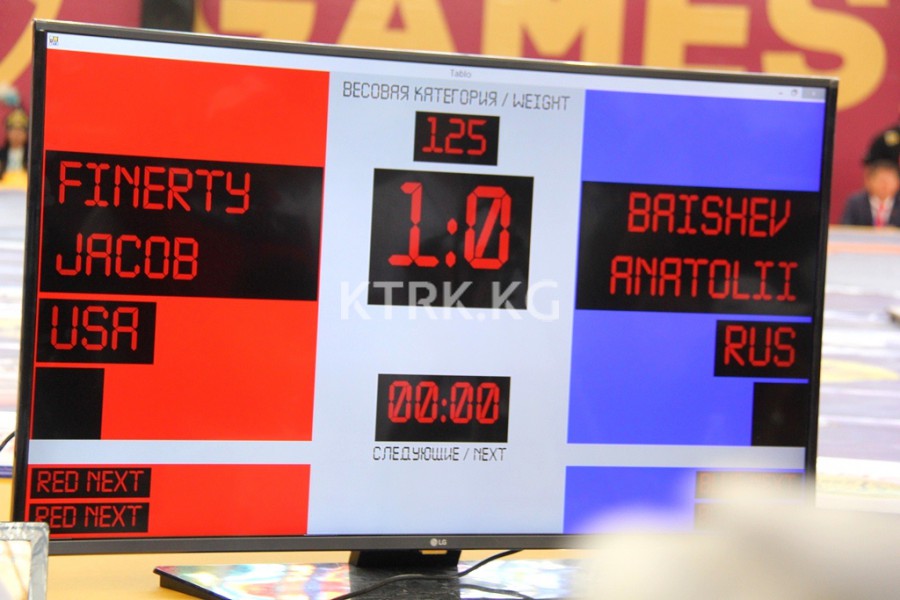 GAMES
Tablo
ВЕСОВАЯ КАТЕГОРИЯ / WEIGHT
125
FINERTY
JACOB
USA
1:0
BAISHEV
ANATOLII
RUS
KTRK.KG
00:00
СЛЕДУЮЩИЕ / NEXT
RED NEXT
RED NEXT
LG